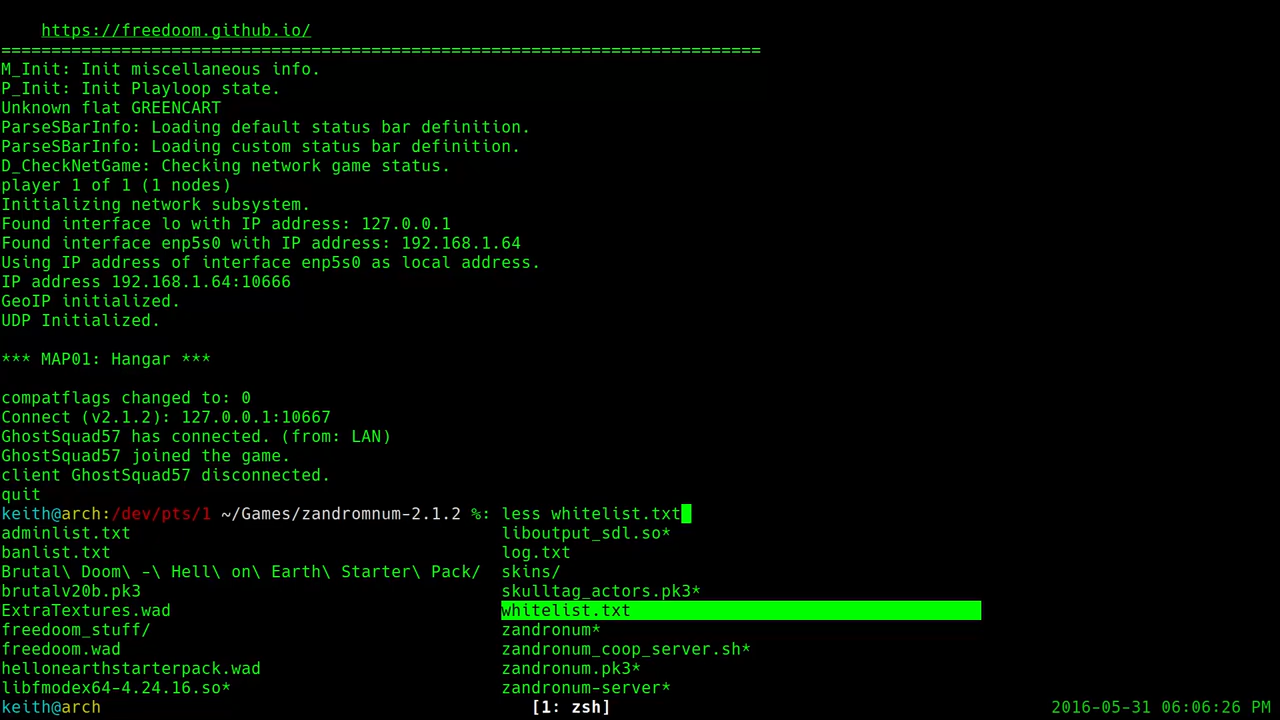 https://freedoom.github.io/
============================================================================
M_Init: Init miscellaneous info.
P_Init: Init Playloop state.
Unknown flat GREENCART
ParseSBarInfo: Loading default status bar definition.
ParseSBarInfo: Loading custom status bar definition.
D_CheckNetGame: Checking network game status.
player 1 of 1 (1 nodes)
Initializing network subsystem.
Found interface lo with IP address: 127.0.0.1
Found interface enp5s0 with IP address: 192.168.1.64
Using IP address of interface enp5s0 as local address.
IP address 192.168.1.64:10666
GeoIP initialized.
UDP Initialized.
*** MAP01: Hangar ***
compatflags changed to: 0
Connect (v2.1.2): 127.0.0.1:10667
GhostSquad57 has connected. (from: LAN)
GhostSquad57 joined the game.
client GhostSquad57 disconnected.
quit
keith@arch:/dev/pts/1 ~/Games/zandromnum-2.1.2 %: less whitelist.txt
adminlist.txt liboutput_sdl.so*
banlist.txt log.txt
Brutal\ Doom\ -\ Hell\ on\ Earth\ Starter\ Pack/ skins/
brutalv20b.pk3 skulltag_actors.pk3*
ExtraTextures.wad whitelist.txt
freedoom_stuff/ zandronum*
freedoom.wad zandronum_coop_server.sh*
hellonearthstarterpack.wad zandronum.pk3*
libfmodex64-4.24.16.so* zandronum-server*
keith@arch [1: zsh] 2016-05-31 06:06:26 PM